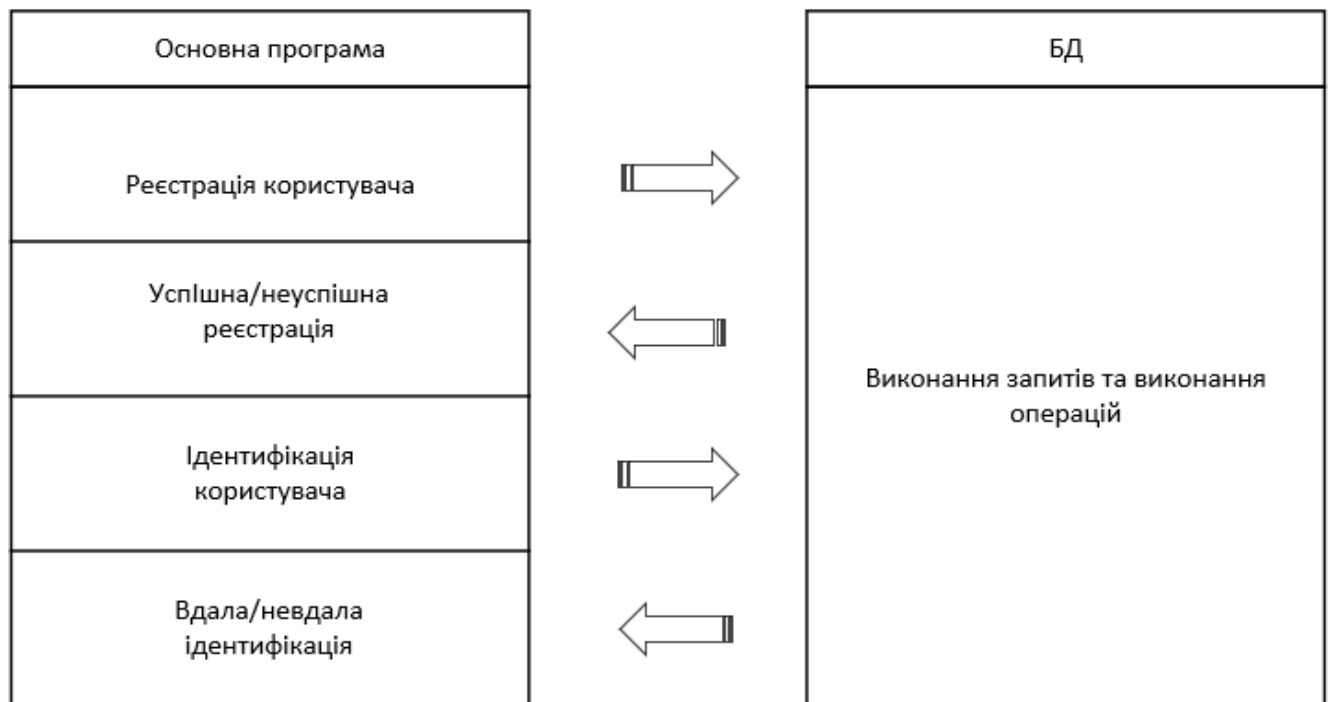 Основна програма
БД
Реєстрація користувача
УспІшна/неуспішна
реєстрація
Виконання запитів та виконання
операцій
Ідентифікація
користувача
Вдала/невдала
ідентифікація